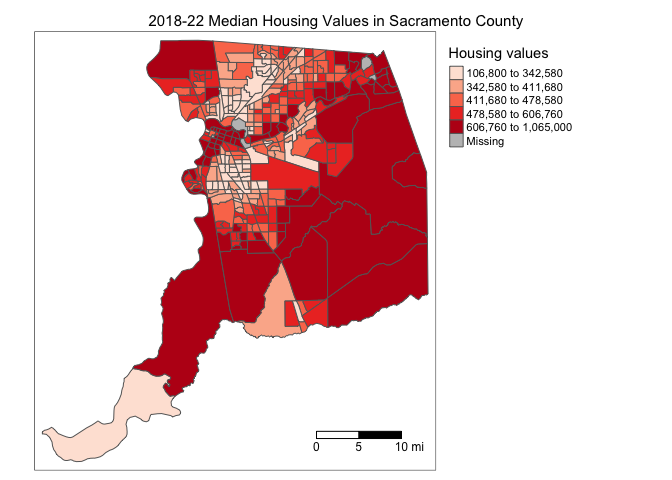 2018-22 Median Housing Values in Sacramento County
Housing values
106,800 to 342,580
342,580 to 411,680
411,680 to 478,580
478,580 to 606,760
606,760 to 1,065,000
Missing
0 5 10 mi